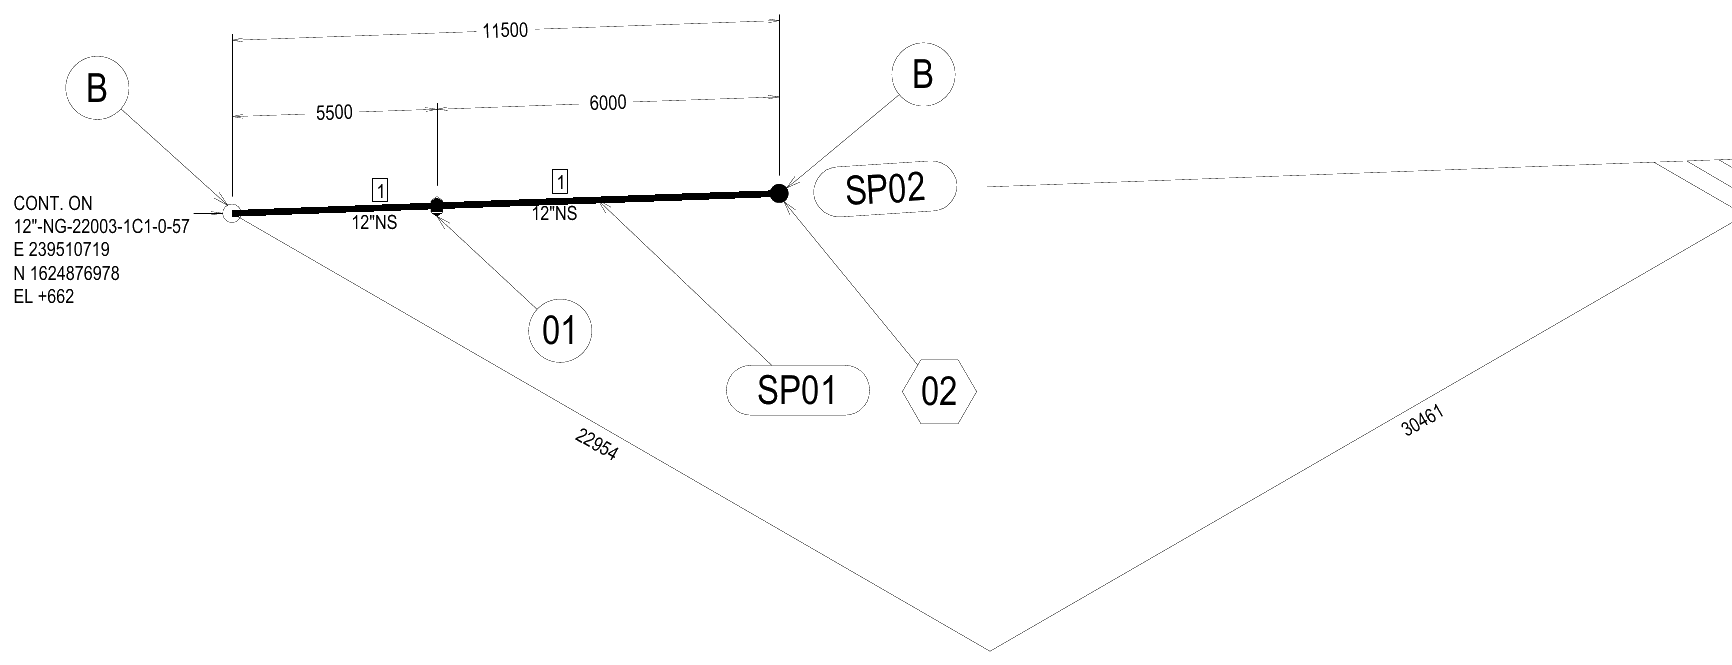 11500
B
B
5500
6000
1
1
SP02
CONT. ON
12"-NG-22003-1C1-0-57
E 239510719
N 1624876978
EL +662
12"NS
12"NS
01
SP01
02
22954
30461